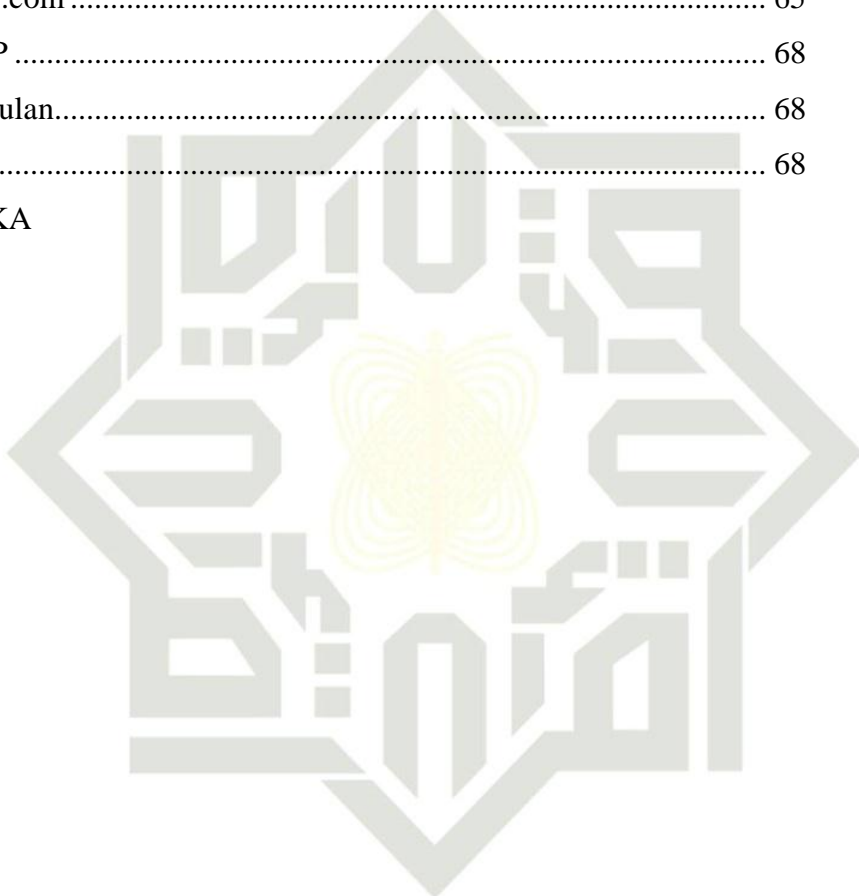 .com ........................................................................................ 65
P .............................................................................................. 68
ulan.......................................................................................... 68
................................................................................................ 68
KA